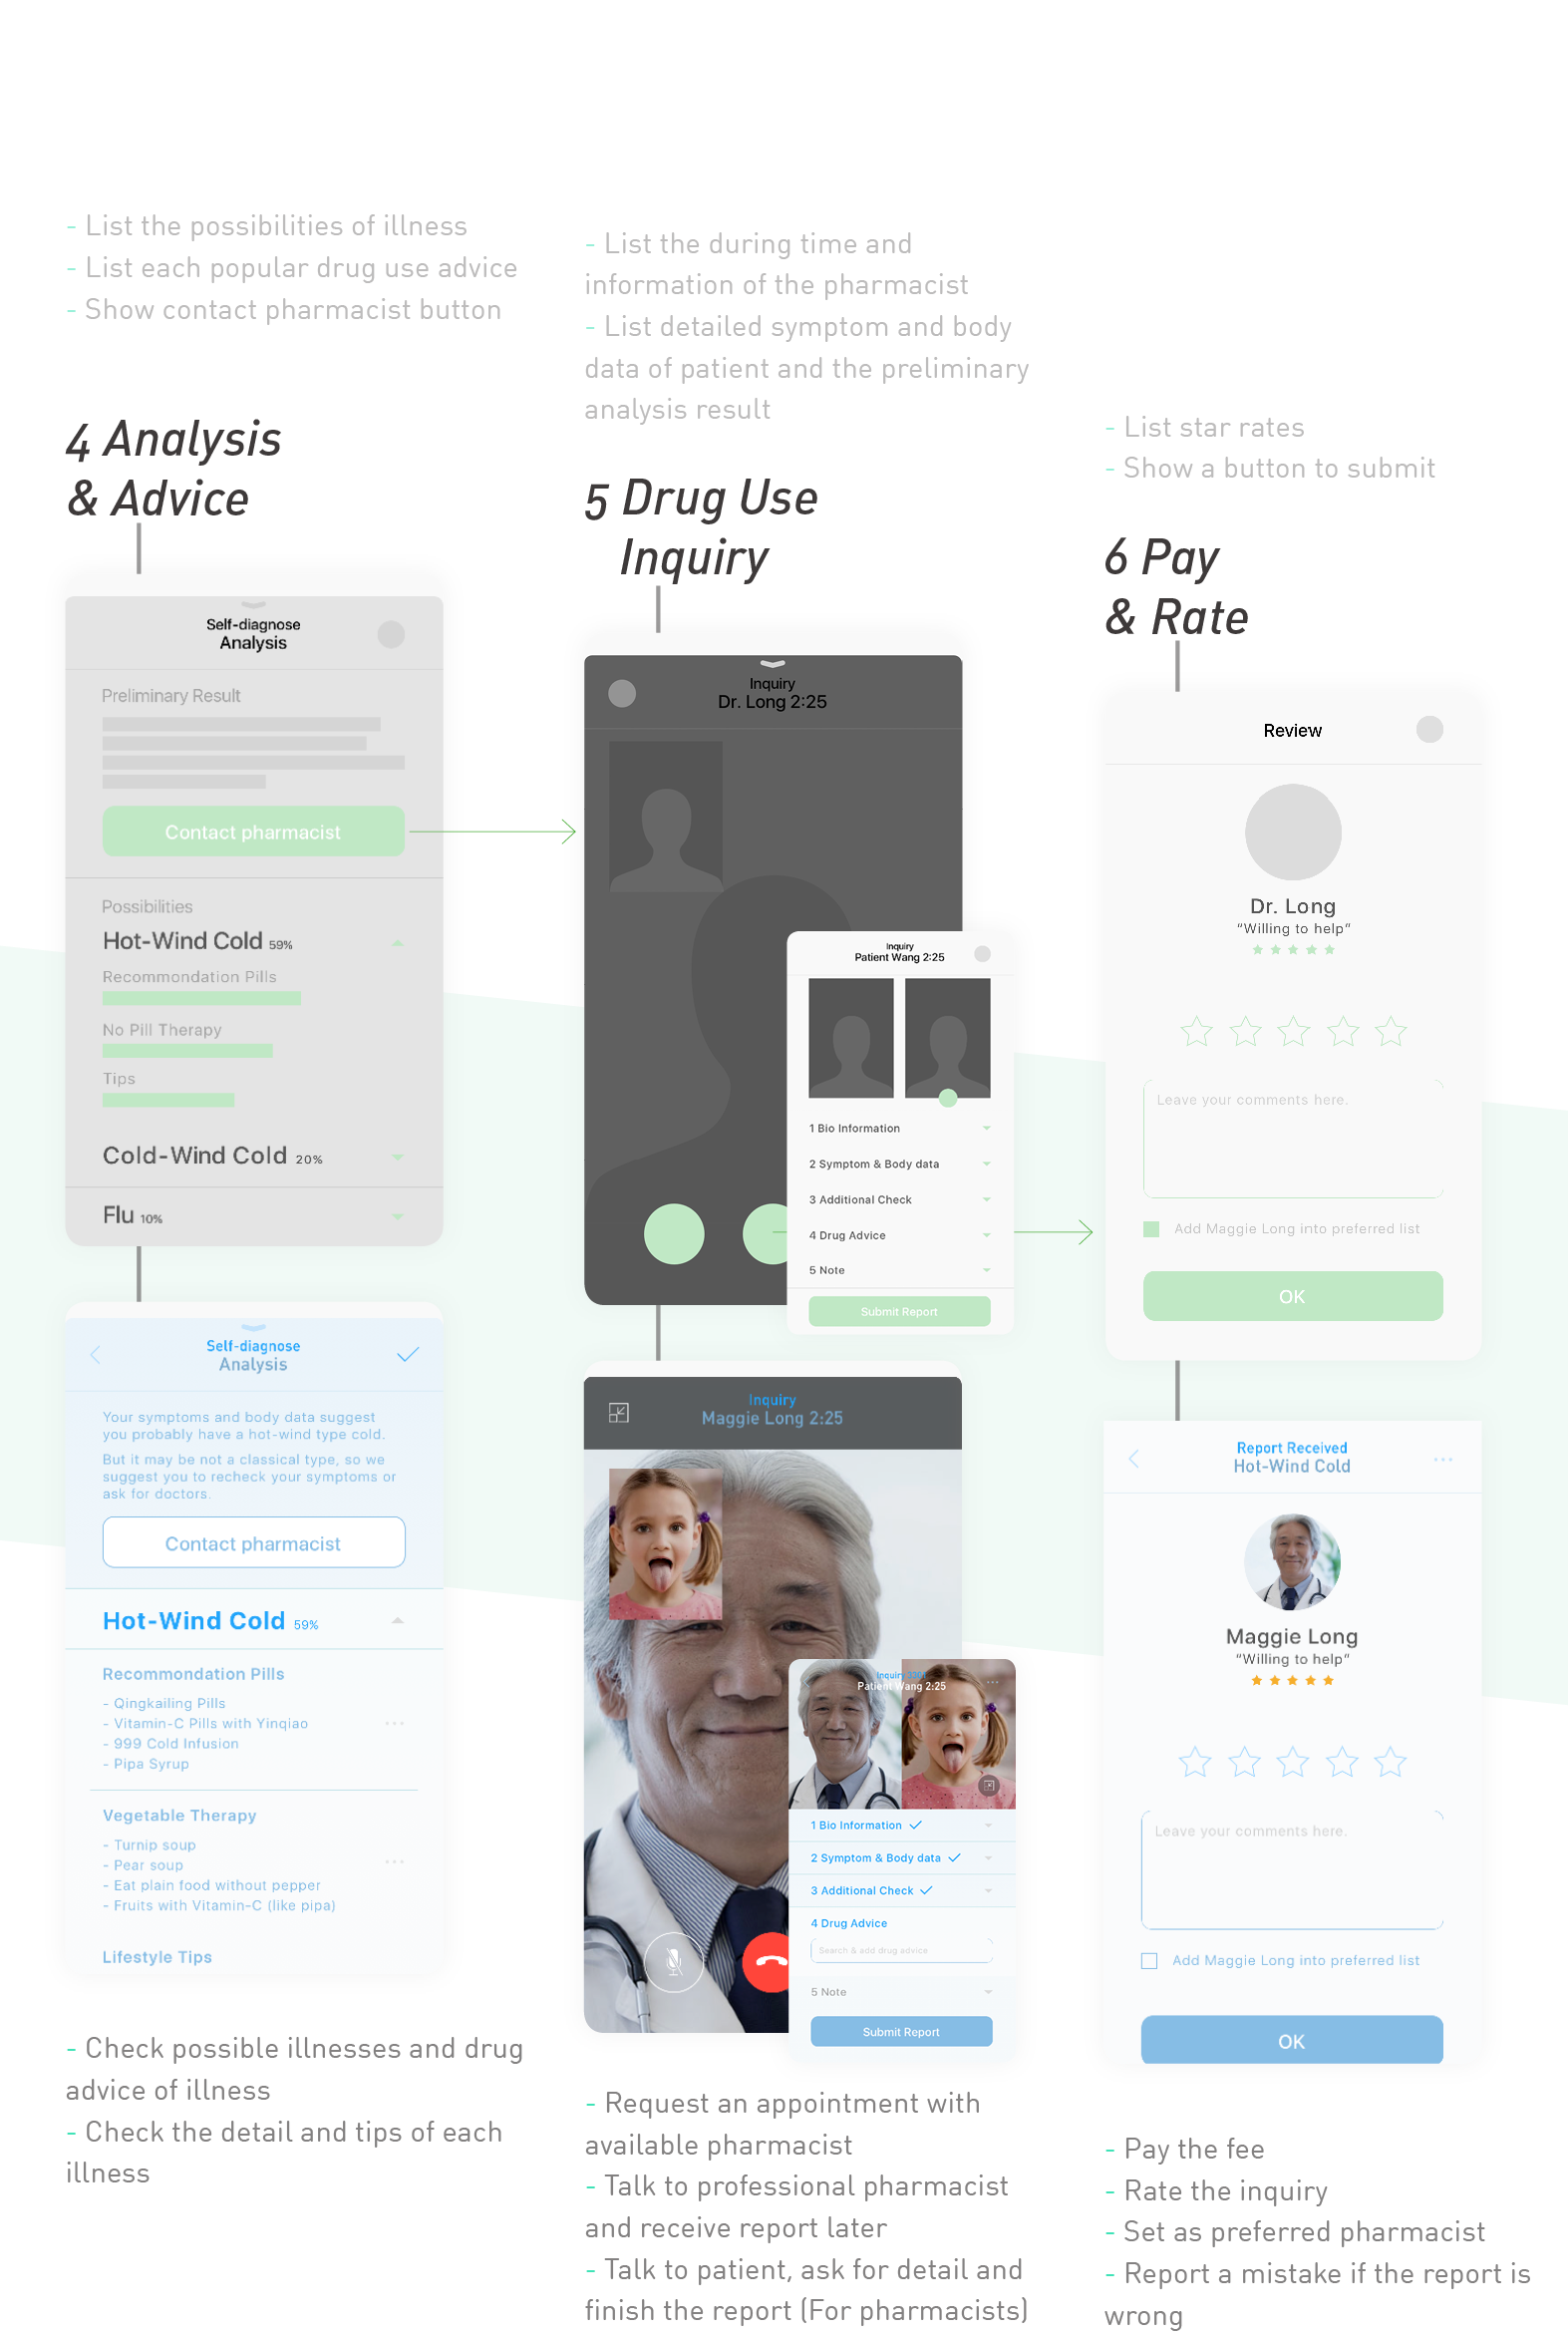 - List the possibilities of illness
- List each popular drug use advice
- Show contact pharmacist button
4 Analysis
& Advice
Self-diagnose
Analysis
Preliminary Result
Contact pharmacist
Possibilities
Hot-Wind Cold 59%
Recommondation Pills
No Pill Therapy
Tips
Cold-Wind Cold 20%
Flu 10%
Self-diagnose
Analysis
Your symptoms and body data suggest
you probably have a hot-wind type cold.
But it may be not a classical type, so we
suggest you to recheck your symptoms or
ask for doctors.
Contact pharmacist
Hot-Wind Cold 59%
Recommondation Pills
- Qingkailing Pills
- Vitamin-C Pills with Yinqiao
- 999 Cold Infusion
- Pipa Syrup
Vegetable Therapy
- Turnip soup
- Pear soup
- Eat plain food without pepper
- Fruits with Vitamin-C (like pipa)
Lifestyle Tips
- Check possible illnesses and drug
advice of illness
- Check the detail and tips of each
illness
- List the during time and
information of the pharmacist
- List detailed symptom and body
data of patient and the preliminary
analysis result
5 Drug Use
Inquiry
Inquiry
Dr. Long 2:25
Inquiry
Patient Wang 2:25
1 Bio Information
2 Symptom & Body data
3 Additional Check
4 Drug Advice
5 Note
Submit Report
Inquiry
Maggie Long 2:25
Inquiry
Patient Wang 2:25
1 Bio Information
2 Symptom & Body data
3 Additional Check
4 Drug Advice
Search & add drug advice
5 Note
Submit Report
- Request an appointment with
available pharmacist
- Talk to professional pharmacist
and receive report later
- Talk to patient, ask for detail and
finish the report (For pharmacists)
- List star rates
- Show a button to submit
6 Pay
& Rate
Review
Dr. Long
“Willing to help”
Leave your comments here.
Add Maggie Long into preferred list
OK
Report Received
Hot-Wind Cold
Maggie Long
“Willing to help”
Leave your comments here.
Add Maggie Long into preferred list
OK
- Pay the fee
- Rate the inquiry
- Set as preferred pharmacist
- Report a mistake if the report is
wrong